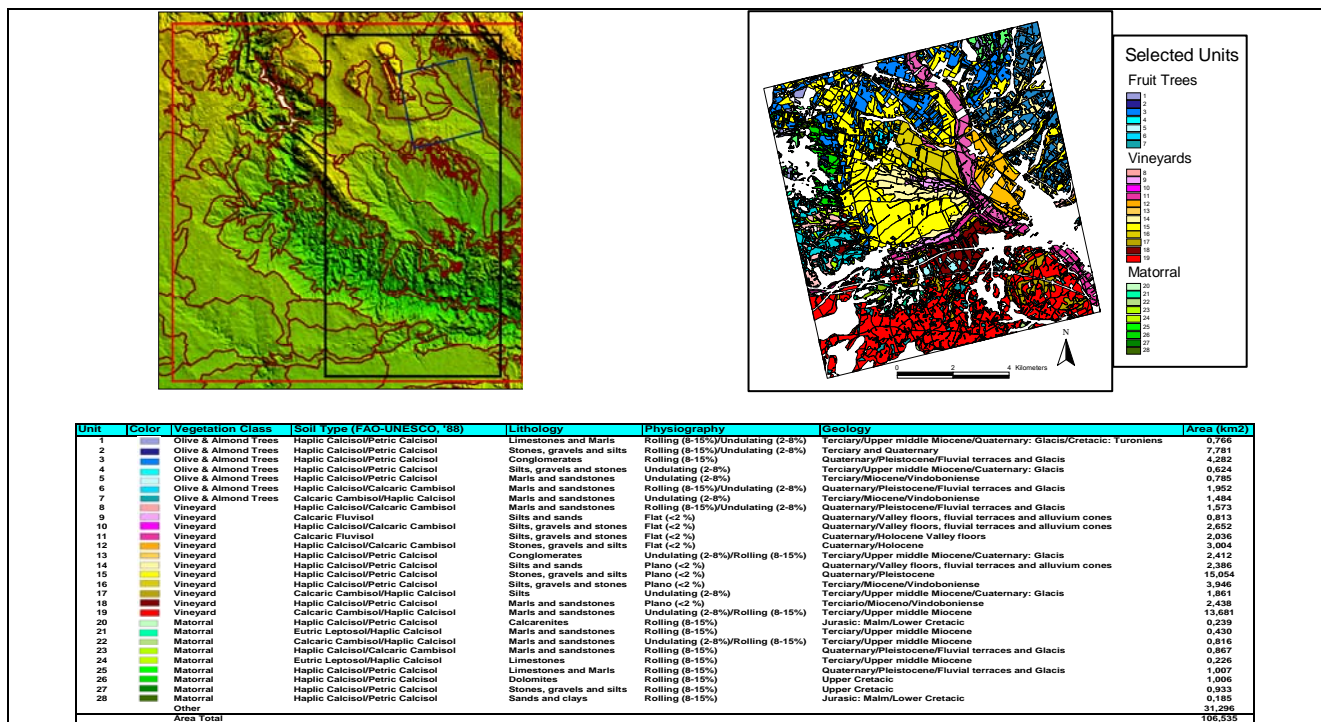 Selected Units
Fruit Trees
1
2
3
4
5
6
7
Vineyards
8
9
10
11
12
13
14
15
16
17
18
19
Matorral
20
21
22
23
24
25
26
27
28
N
0 2 4 Kilometers
Unit Color Vegetation Class Soil Type (FAO-UNESCO, '88) Lithology Physiography Geology Area (km2)
1 Olive & Almond Trees Haplic Calcisol/Petric Calcisol Limestones and Marls Rolling (8-15%)/Undulating (2-8%) Terciary/Upper middle Miocene/Quaternary: Glacis/Cretacic: Turoniens 0,766
2 Olive & Almond Trees Haplic Calcisol/Petric Calcisol Stones, gravels and silts Rolling (8-15%)/Undulating (2-8%) Terciary and Quaternary 7,781
3 Olive & Almond Trees Haplic Calcisol/Petric Calcisol Conglomerates Rolling (8-15%) Quaternary/Pleistocene/Fluvial terraces and Glacis 4,282
4 Olive & Almond Trees Haplic Calcisol/Petric Calcisol Silts, gravels and stones Undulating (2-8%) Terciary/Upper middle Miocene/Cuaternary: Glacis 0,624
5 Olive & Almond Trees Haplic Calcisol/Petric Calcisol Marls and sandstones Undulating (2-8%) Terciary/Miocene/Vindoboniense 0,785
6 Olive & Almond Trees Haplic Calcisol/Calcaric Cambisol Marls and sandstones Rolling (8-15%)/Undulating (2-8%) Quaternary/Pleistocene/Fluvial terraces and Glacis 1,952
7 Olive & Almond Trees Calcaric Cambisol/Haplic Calcisol Marls and sandstones Undulating (2-8%) Terciary/Miocene/Vindoboniense 1,484
8 Vineyard Haplic Calcisol/Calcaric Cambisol Marls and sandstones Rolling (8-15%)/Undulating (2-8%) Quaternary/Pleistocene/Fluvial terraces and Glacis 1,573
9 Vineyard Calcaric Fluvisol Silts and sands Flat (<2 %) Quaternary/Valley floors, fluvial terraces and alluvium cones 0,813
10 Vineyard Haplic Calcisol/Calcaric Cambisol Silts, gravels and stones Flat (<2 %) Quaternary/Valley floors, fluvial terraces and alluvium cones 2,652
11 Vineyard Calcaric Fluvisol Silts, gravels and stones Flat (<2 %) Cuaternary/Holocene Valley floors 2,036
12 Vineyard Haplic Calcisol/Calcaric Cambisol Stones, gravels and silts Flat (<2 %) Cuaternary/Holocene 3,004
13 Vineyard Haplic Calcisol/Petric Calcisol Conglomerates Undulating (2-8%)/Rolling (8-15%) Terciary/Upper middle Miocene/Cuaternary: Glacis 2,412
14 Vineyard Haplic Calcisol/Petric Calcisol Silts and sands Plano (<2 %) Quaternary/Valley floors, fluvial terraces and alluvium cones 2,386
15 Vineyard Haplic Calcisol/Petric Calcisol Stones, gravels and silts Plano (<2 %) Quaternary/Pleistocene 15,054
16 Vineyard Haplic Calcisol/Petric Calcisol Silts, gravels and stones Plano (<2 %) Terciary/Miocene/Vindoboniense 3,946
17 Vineyard Calcaric Cambisol/Haplic Calcisol Silts Undulating (2-8%) Terciary/Upper middle Miocene/Cuaternary: Glacis 1,861
18 Vineyard Haplic Calcisol/Petric Calcisol Marls and sandstones Plano (<2 %) Terciario/Mioceno/Vindoboniense 2,438
19 Vineyard Calcaric Cambisol/Haplic Calcisol Marls and sandstones Undulating (2-8%)/Rolling (8-15%) Terciary/Upper middle Miocene 13,681
20 Matorral Haplic Calcisol/Petric Calcisol Calcarenites Rolling (8-15%) Jurasic: Malm/Lower Cretacic 0,239
21 Matorral Eutric Leptosol/Haplic Calcisol Marls and sandstones Rolling (8-15%) Terciary/Upper middle Miocene 0,430
22 Matorral Calcaric Cambisol/Haplic Calcisol Marls and sandstones Undulating (2-8%)/Rolling (8-15%) Terciary/Upper middle Miocene 0,816
23 Matorral Haplic Calcisol/Calcaric Cambisol Marls and sandstones Rolling (8-15%) Quaternary/Pleistocene/Fluvial terraces and Glacis 0,867
24 Matorral Eutric Leptosol/Haplic Calcisol Limestones Rolling (8-15%) Terciary/Upper middle Miocene 0,226
25 Matorral Haplic Calcisol/Petric Calcisol Limestones and Marls Rolling (8-15%) Quaternary/Pleistocene/Fluvial terraces and Glacis 1,007
26 Matorral Haplic Calcisol/Petric Calcisol Dolomites Rolling (8-15%) Upper Cretacic 1,006
27 Matorral Haplic Calcisol/Petric Calcisol Stones, gravels and silts Rolling (8-15%) Upper Cretacic 0,933
28 Matorral Haplic Calcisol/Petric Calcisol Sands and clays Rolling (8-15%) Jurasic: Malm/Lower Cretacic 0,185
Other 31,296
Area Total 106,535